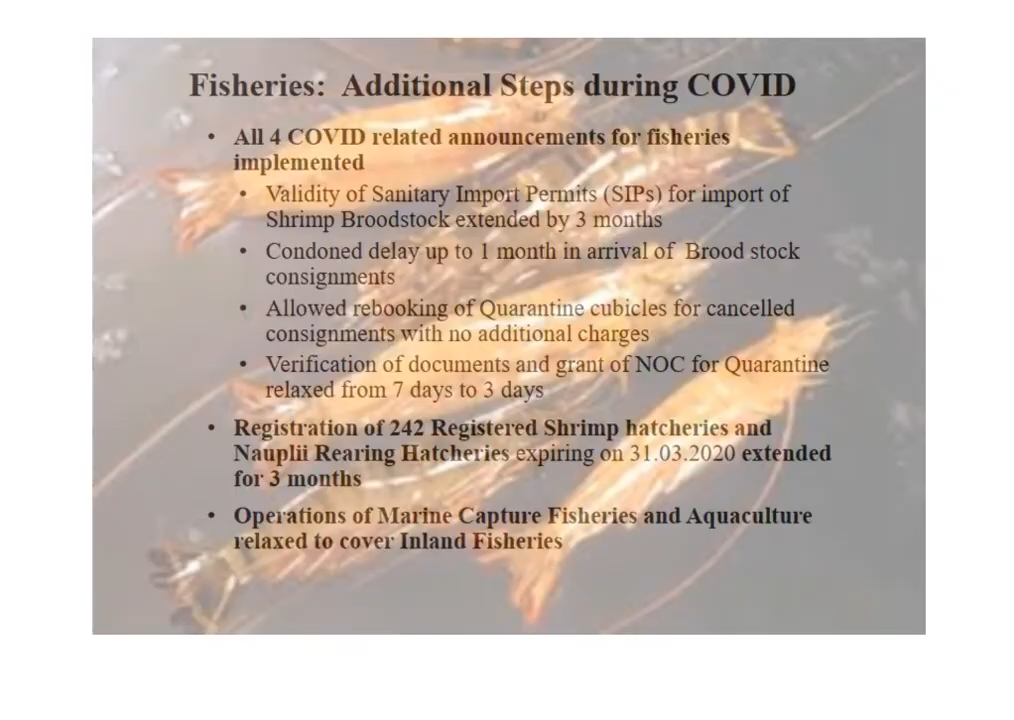 Fisheries: Additional Steps during COVID
• All 4 COVID related announcements for fisheries
implemented
• Validity of Sanitary Import Permits (SIPs) for import of
Shrimp Broodstock extended by 3 months
• Condoned delay up to 1 month in arrival of Brood stock
consignments
• Allowed rebooking of Quarantine cubicles for cancelled
consignments with no additional charges
• Verification of documents and grant of NOC for Quarantine
relaxed from 7 days to 3 days
• Registration of 242 Registered Shrimp hatcheries and
Nauplii Rearing Hatcheries expiring on 31.03.2020 extended
for 3 months
• Operations of Marine Capture Fisheries and Aquaculture
relaxed to cover Inland Fisheries